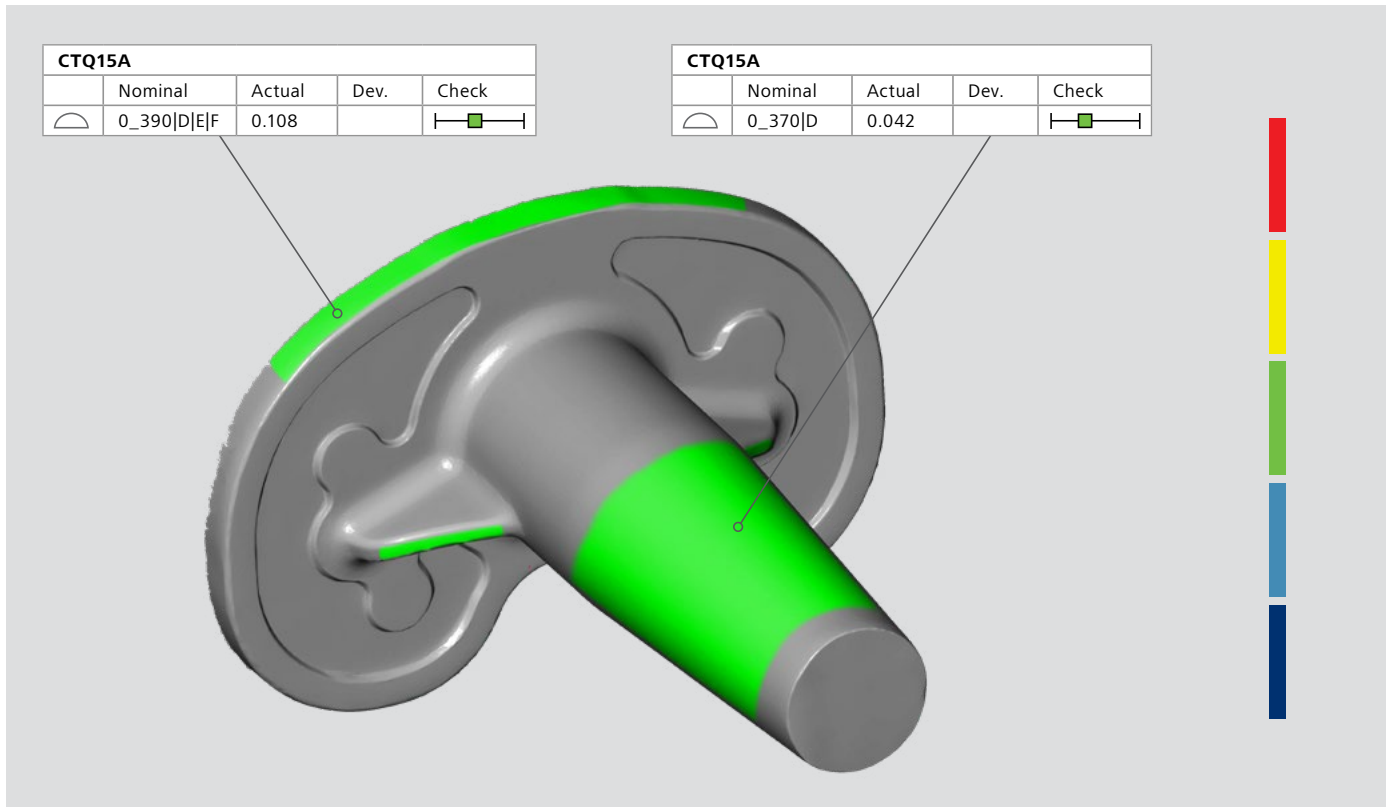 CTQ15A
Nominal Actual Dev. Check
0_390|D|E|F 0.108
CTQ15A
Nominal Actual Dev. Check
0_370|D 0.042